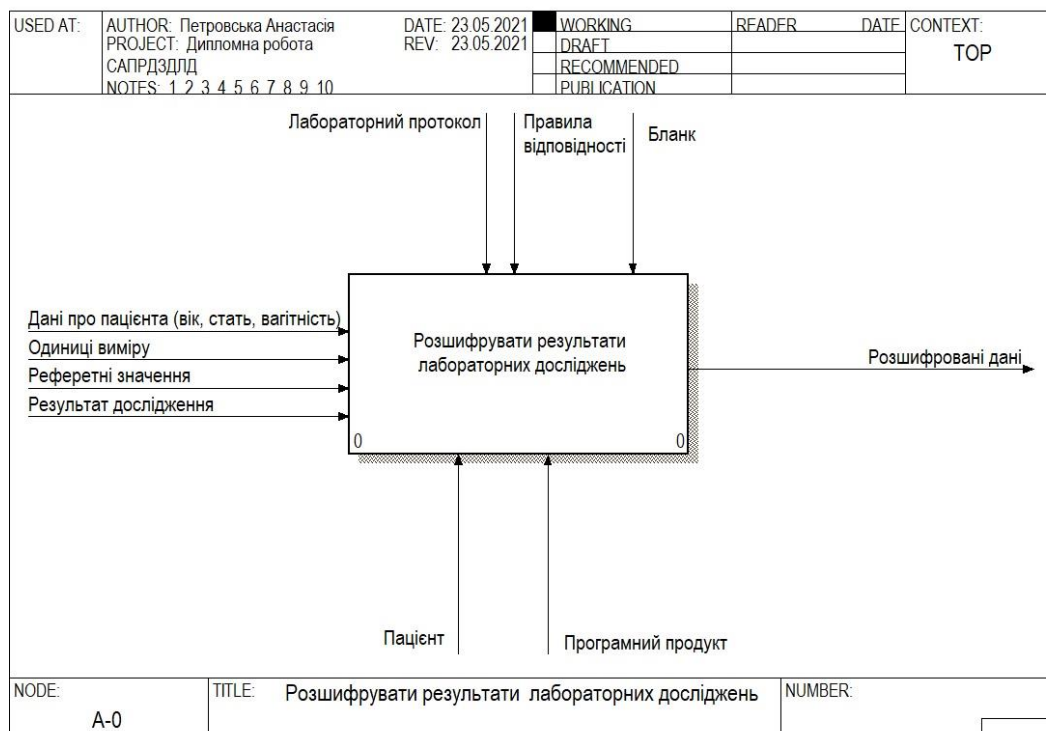 USED AT:
AUTHOR: Петровська Анастасія
DATE: 23.05.2021
PROJECT: Дипломна робота
REV: 23.05.2021
САПРДЗДЛД
NOTES: 1 2 3 4 5 6 7 8 9 10
WORKING
DRAFT
RECOMMENDED
PUBLICATION
READER DATE
CONTEXT:
TOP
Лабораторний протокол
Правила
відповідності
Бланк
Дані про пацієнта (вік, стать, вагітність)
Одиниці виміру
Реферетні значення
Результат дослідження
Розшифрувати результати
лабораторних досліджень
0 0
Розшифровані дані
Пацієнт
Програмний продукт
NODE:
A-0
TITLE: Розшифрувати результати лабораторних досліджень
NUMBER: